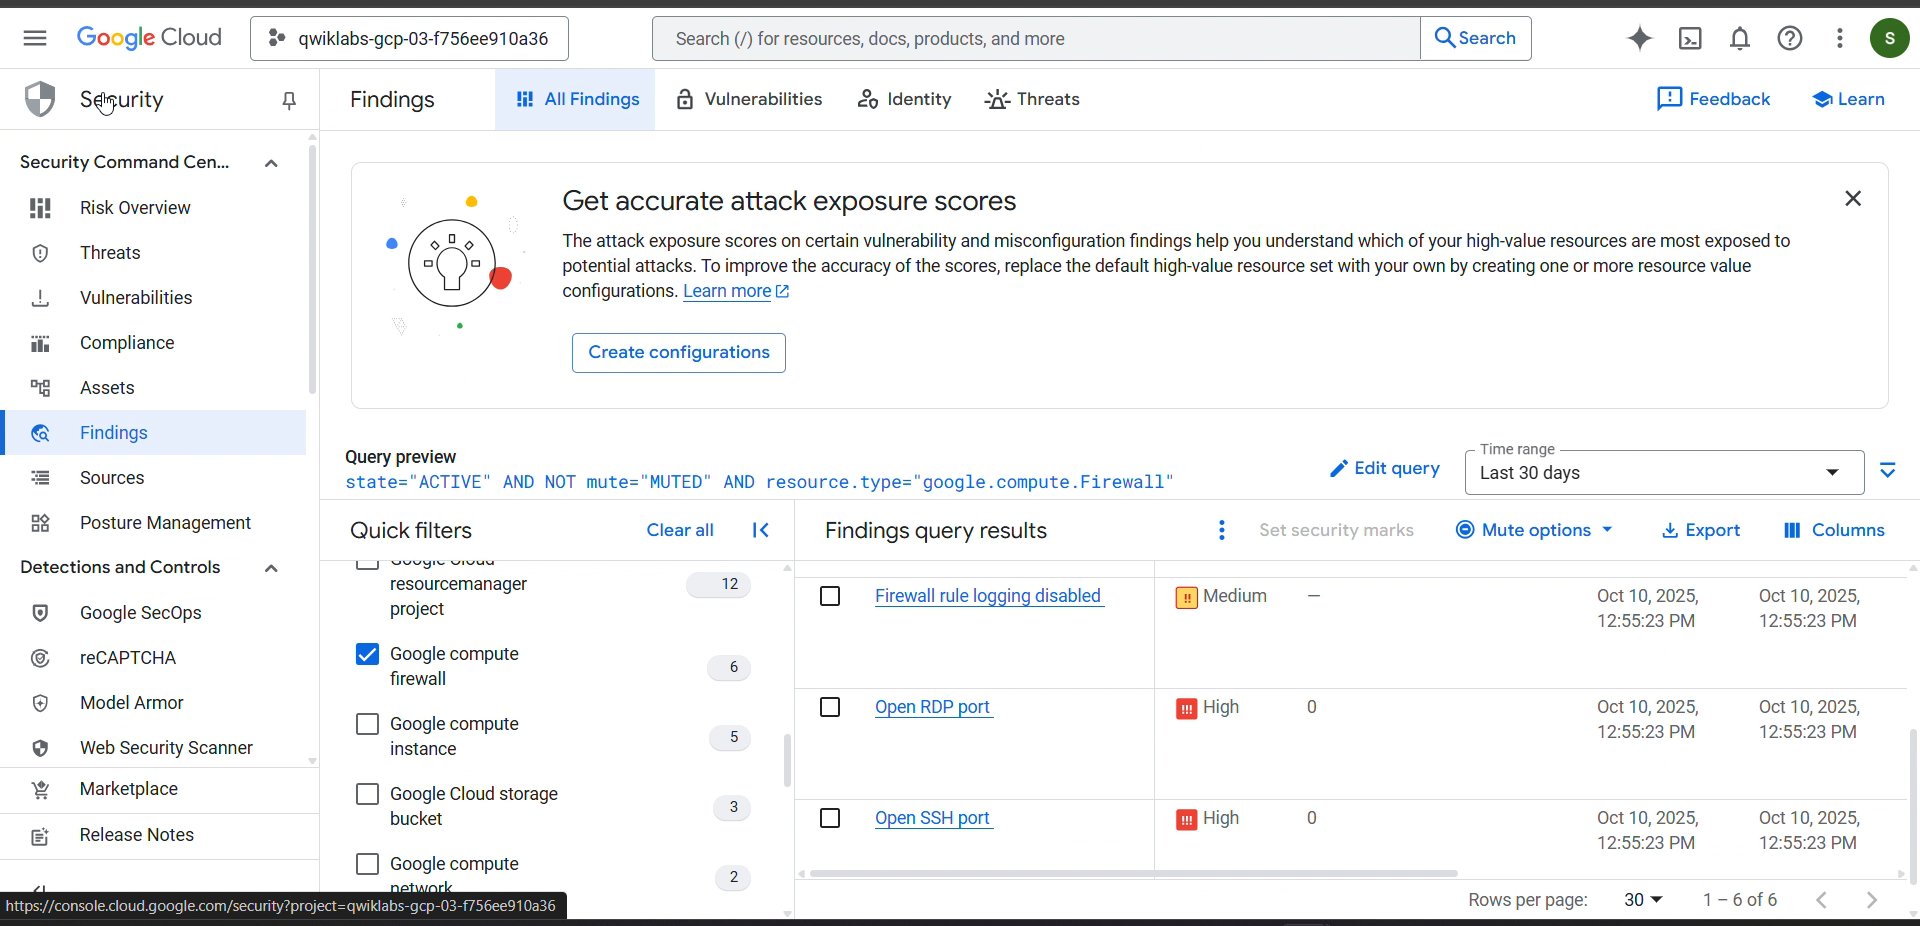 Google Cloud
qwiklabs-gcp-03-f756ee910a36
Search (/) for resources, docs, products, and more
Search
S
Security
Findings
All Findings
Vulnerabilities
Identity
Threats
Feedback
Learn
Security Command Cen...
Risk Overview
Threats
Vulnerabilities
Compliance
Assets
Findings
Sources
Posture Management
Detections and Controls
Google SecOps
reCAPTCHA
Model Armor
Web Security Scanner
Marketplace
Release Notes
https://console.cloud.google.com/security?project=qwiklabs-gcp-03-f756ee910a36
Get accurate attack exposure scores
The attack exposure scores on certain vulnerability and misconfiguration findings help you understand which of your high-value resources are most exposed to
potential attacks. To improve the accuracy of the scores, replace the default high-value resource set with your own by creating one or more resource value
configurations. Learn more
Create configurations
Query preview
state="ACTIVE" AND NOT mute="MUTED" AND resource.type="google.compute.Firewall"
Edit query
Time range
Last 30 days
Quick filters
Clear all
Google Cloud
resourcemanager
project
12
Google compute
firewall
6
Google compute
instance
5
Google Cloud storage
bucket
3
Google compute
network
2
Findings query results
Set security marks
Mute options
Export
Columns
Firewall rule logging disabled
Medium
–
Oct 10, 2025,
12:55:23 PM
Oct 10, 2025,
12:55:23 PM
Open RDP port
High
0
Oct 10, 2025,
12:55:23 PM
Oct 10, 2025,
12:55:23 PM
Open SSH port
High
0
Oct 10, 2025,
12:55:23 PM
Oct 10, 2025,
12:55:23 PM
Rows per page:
30
1 – 6 of 6